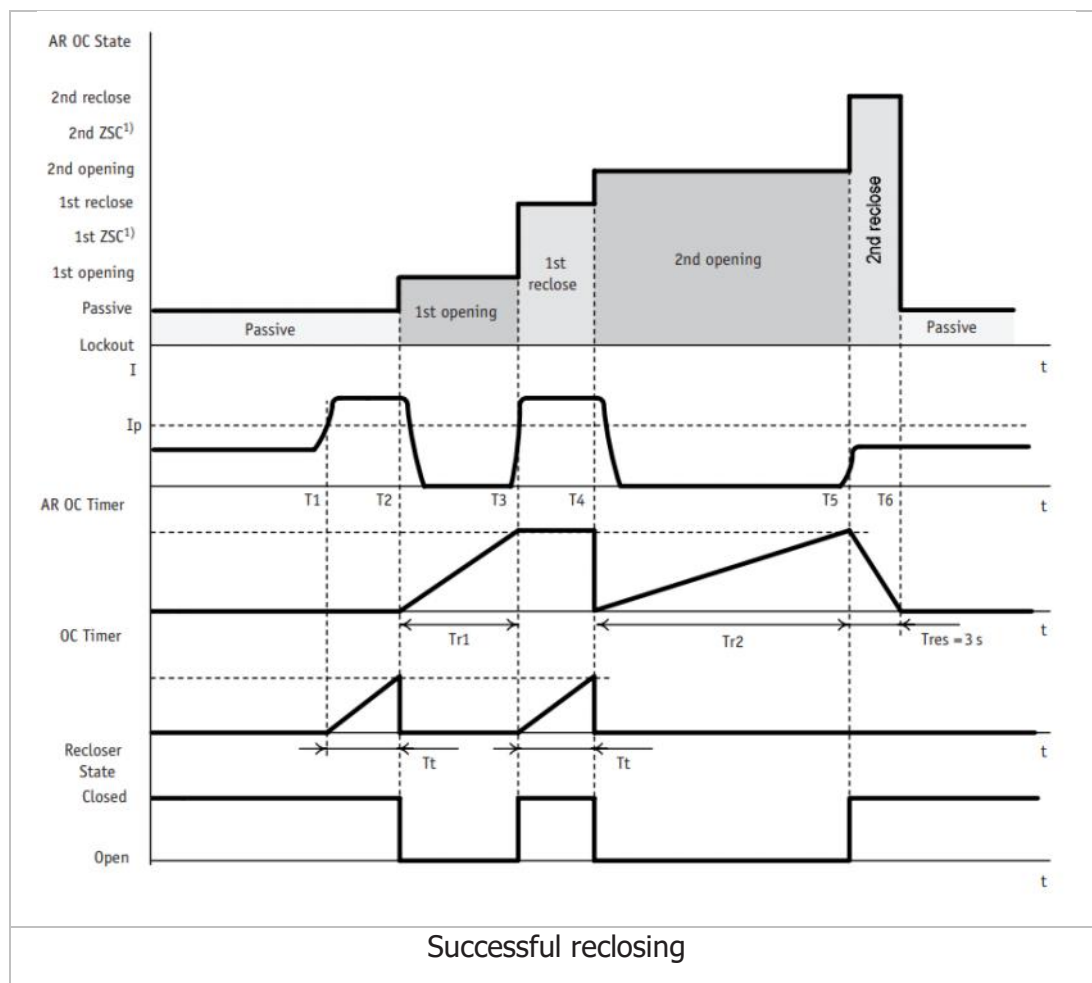 AR OC State
2nd reclose
2nd ZSC1)
2nd opening
1st reclose
1st ZSC1)
1st opening
Passive
Lockout
Passive
1st opening
1st
reclose
2nd opening
2nd reclose
Passive
t
I
Ip
T1
T2
T3
T4
T5
T6
t
AR OC Timer
Tr1
Tr2
Tres = 3 s
t
OC Timer
Tt
Tt
t
Recloser
State
Closed
Open
t
Successful reclosing